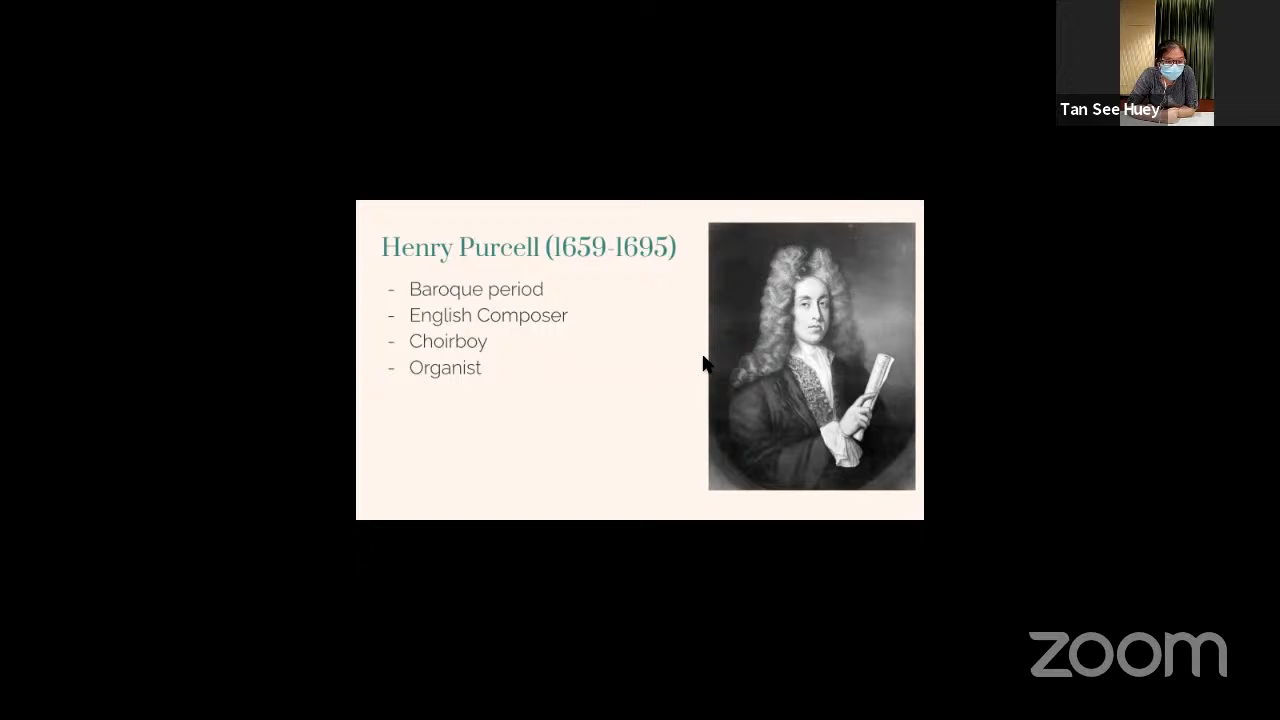 Tan See Huey
Henry Purcell (1659-1695)
- Baroque period
- English Composer
- Choirboy
- Organist
zoom